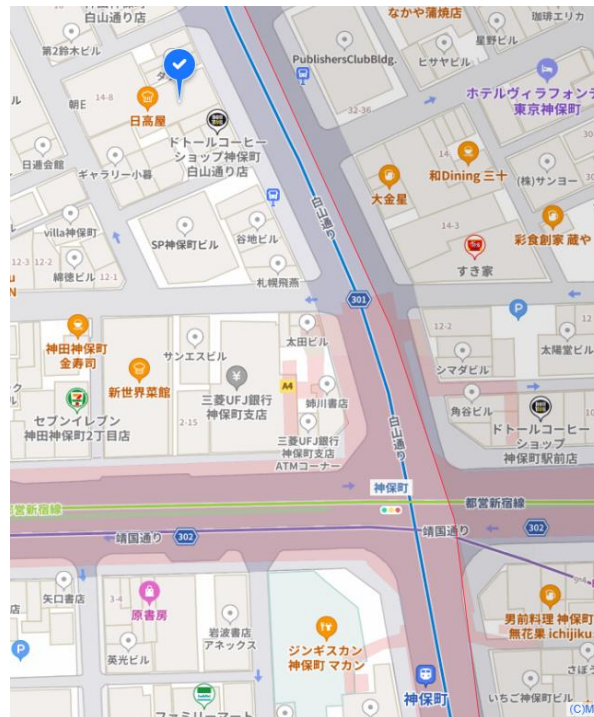 白山通り店
第2鈴木ビル
なかや蒲焼店
珈琲エリカ
星野ビル
PublishersClubBldg.
ヒサヤビル
ホテルヴィラフォンテ
東京神保町
14-8
朝E
日高屋
32-36
ドトールコーヒー
ショップ神保町
白山通り店
日逓会館
ギャラリー小暮
14
和Dining 三十
(株)サンヨー
大金星
白山通り
villa神保町
SP神保町ビル
谷地ビル
14-3
彩食創家 蔵や
すき家
12-3
12-2
綿徳ビル
12-1
札幌飛燕
301
P
太田ビル
12-2
12
神田神保町
金寿司
サンエスビル
シマダビル
太陽堂ビル
新世界菜館
三菱UFJ銀行
神保町支店
A4
姉川書店
白山通り
角谷ビル
セブンイレブン
神田神保町2丁目店
2-15
三菱UFJ銀行
神保町支店
ATMコーナー
ドトールコーヒー
ショップ
神保町駅前店
神保町
営新宿線
都営新宿線
靖国通り
302
靖国通り
302
矢口書店
3-4
原書房
岩波書店
アネックス
男前料理 神保町
無花果 ichijiku
店
P
英光ビル
ジンギスカン
神保町 マカン
神保町
さぼう
いちご神保町ビル
ファミリーマート
(C)M